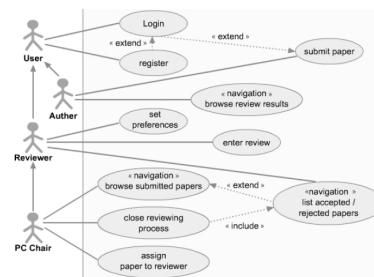 Login
« extend »
« extend »
submit paper
register
User
« navigation »
browse review results
Auther
set
preferences
enter review
Reviewer
« navigation »
browse submitted papers
« extend »
« navigation »
list accepted /
rejected papers
close reviewing
process
« include »
PC Chair
assign
paper to reviewer